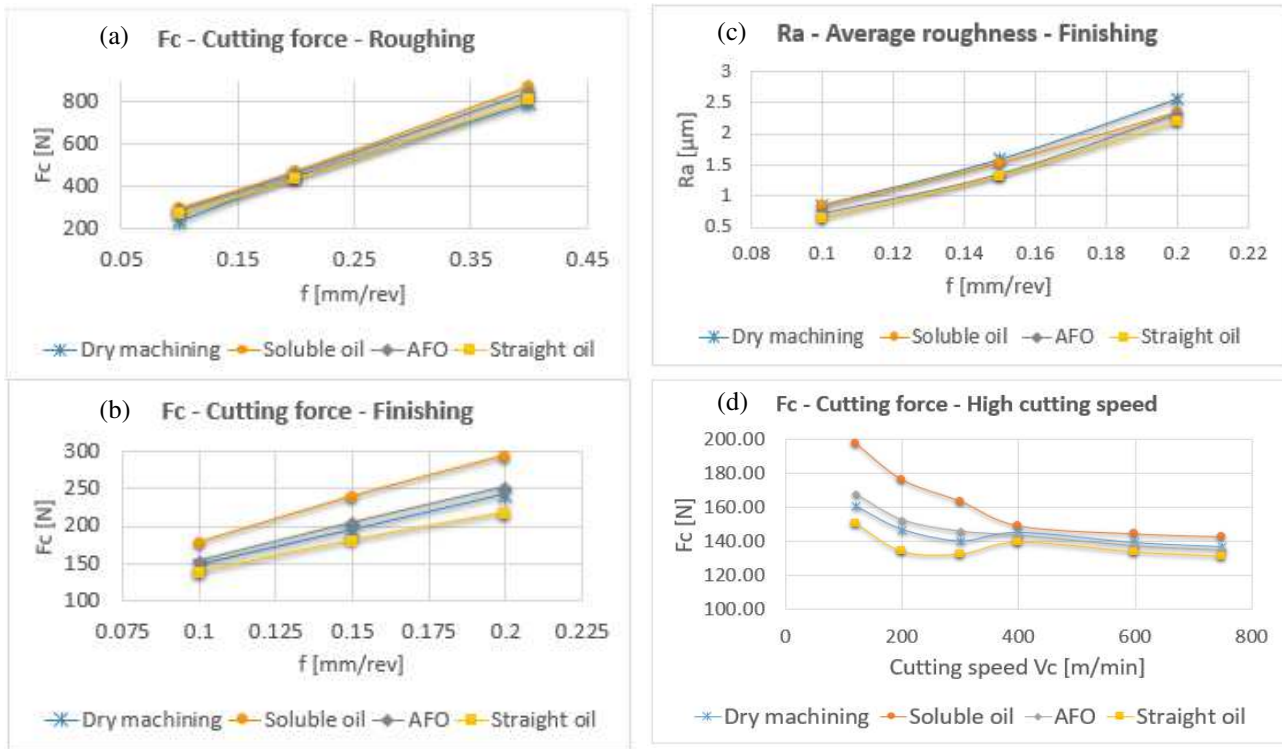 (a) Fc - Cutting force - Roughing
Fc [N]
800
600
400
200
0.05 0.15 0.25 0.35 0.45
f [mm/rev]
Dry machining Soluble oil AFO Straight oil
(b) Fc - Cutting force - Finishing
Fc [N]
300
250
200
150
100
0.075 0.1 0.125 0.15 0.175 0.2 0.225
f [mm/rev]
Dry machining Soluble oil AFO Straight oil
(c) Ra - Average roughness - Finishing
Ra [µm]
3
2.5
2
1.5
1
0.5
0.08 0.1 0.12 0.14 0.16 0.18 0.2 0.22
f [mm/rev]
Dry machining Soluble oil AFO Straight oil
(d) Fc - Cutting force - High cutting speed
Fc [N]
200.00
180.00
160.00
140.00
120.00
100.00
0 200 400 600 800
Cutting speed Vc [m/min]
Dry machining Soluble oil AFO Straight oil